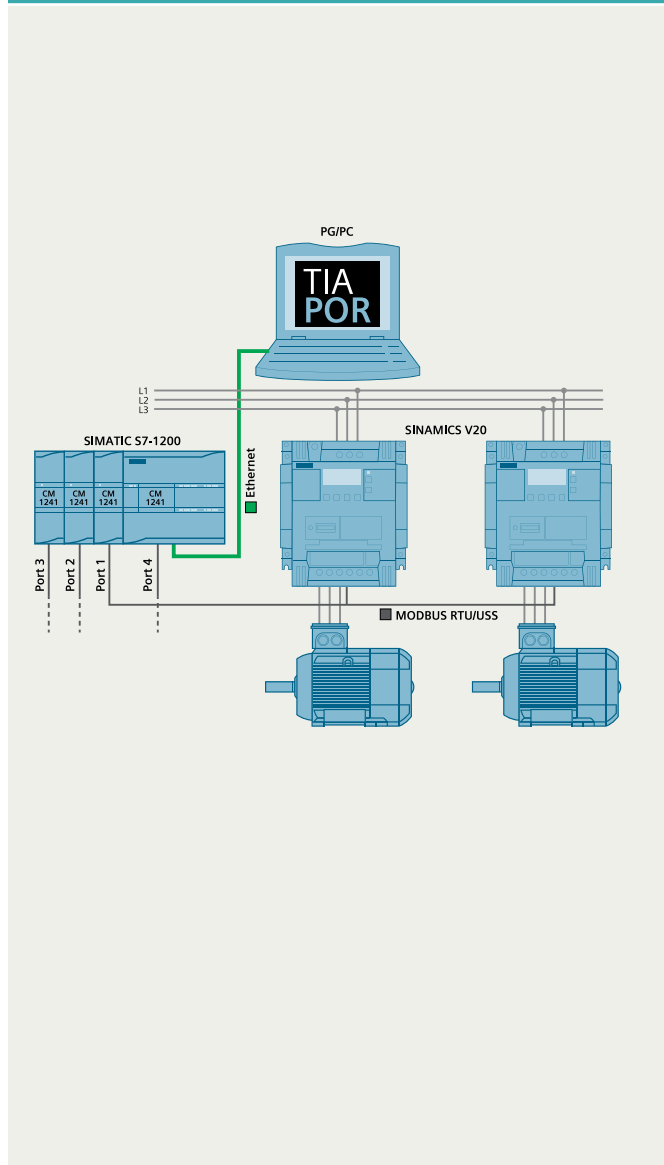 PG/PC
TIA
POR
L1
L2
L3
SIMATIC S7-1200
SINAMICS V20
Ethernet
CM
1241
CM
1241
CM
1241
CM
1241
Port 3
Port 2
Port 1
Port 4
MODBUS RTU/USS